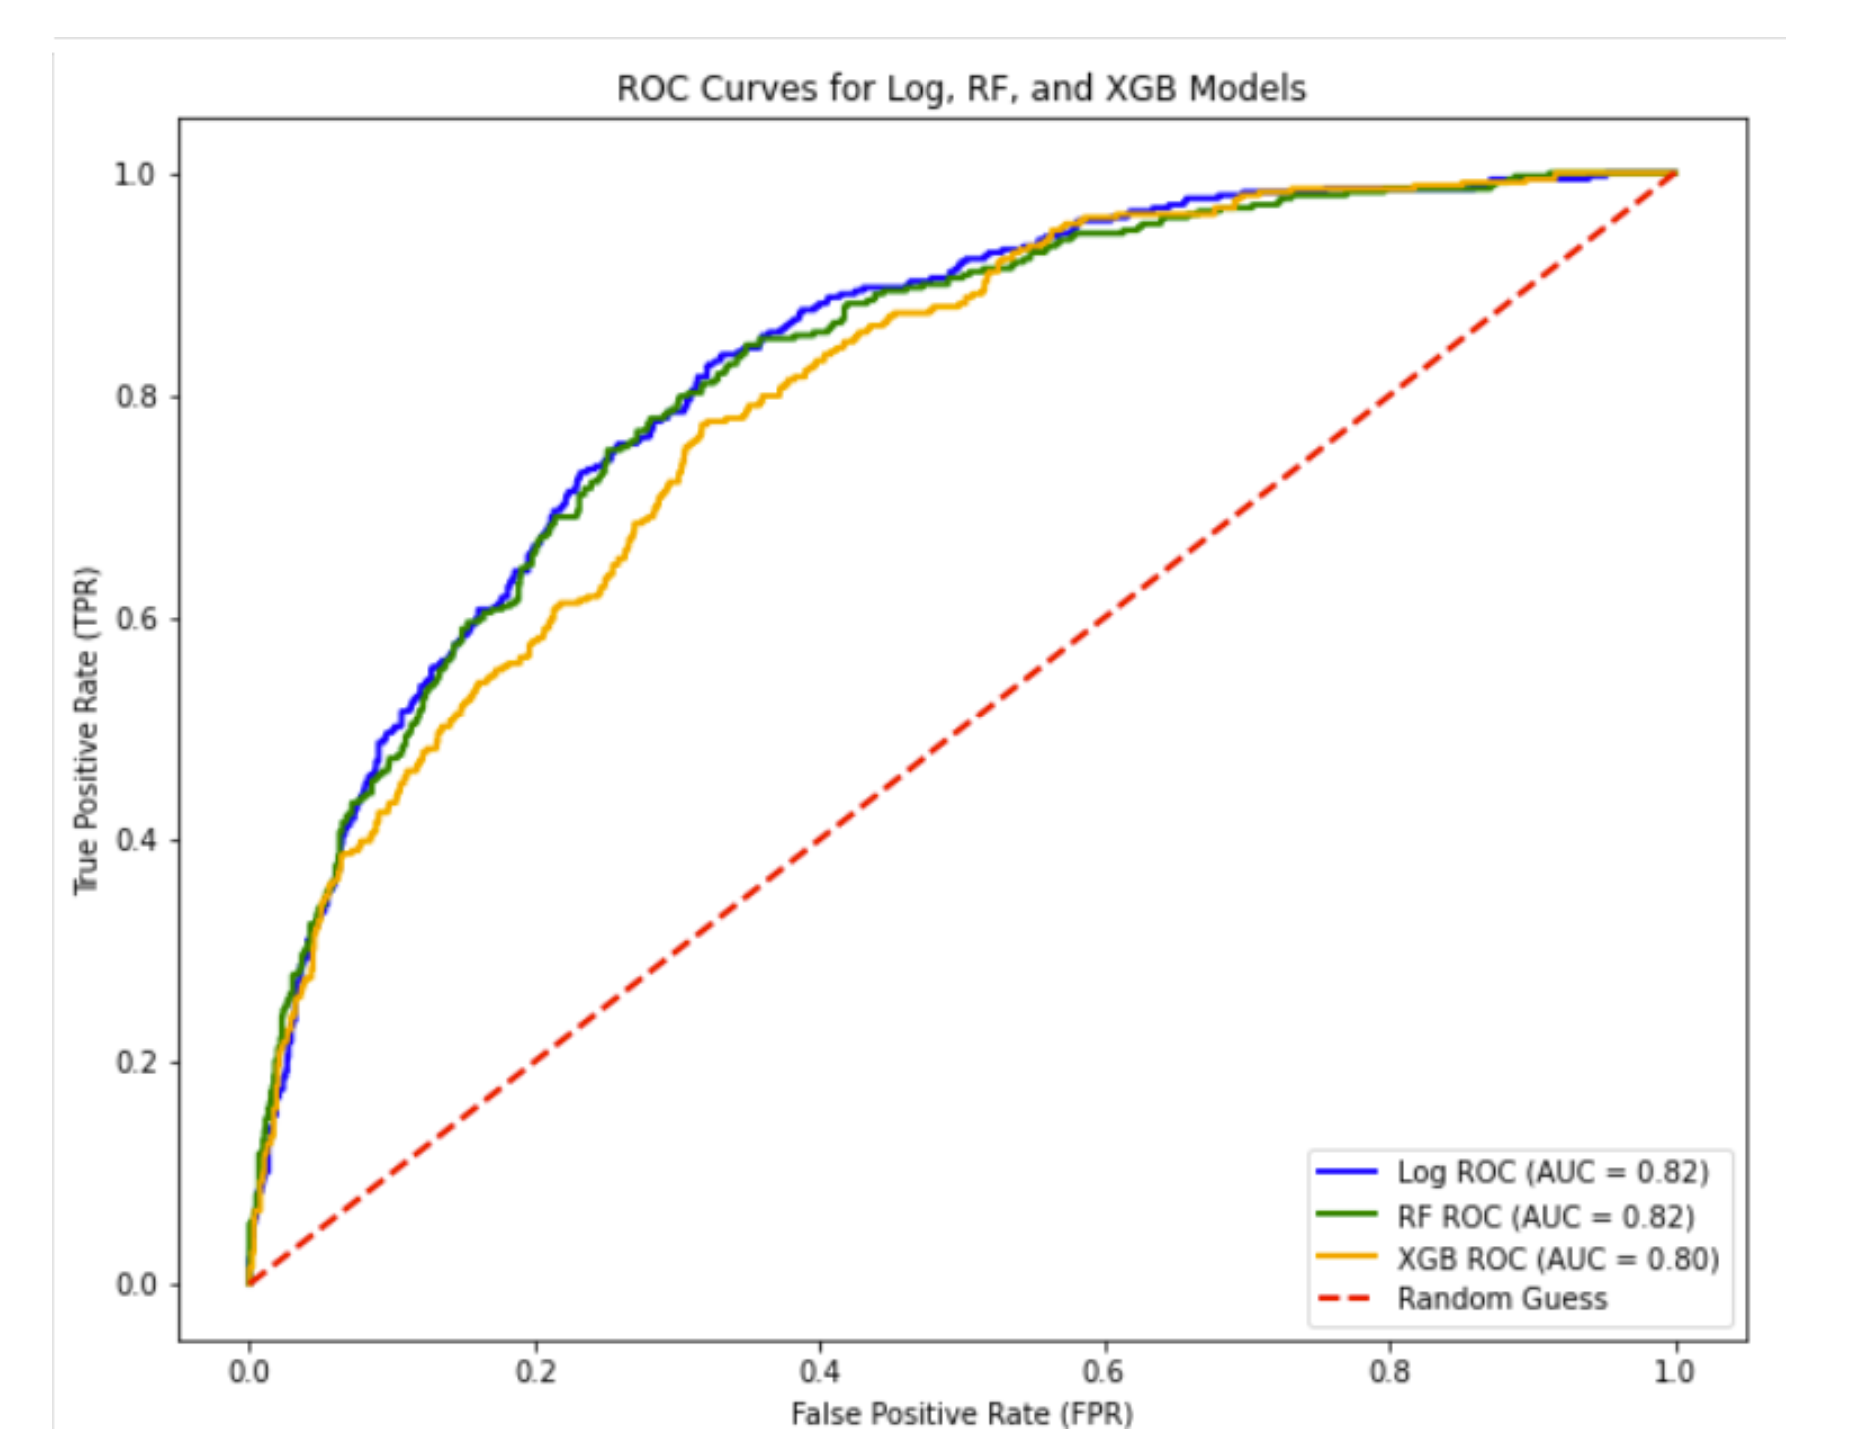 ROC Curves for Log, RF, and XGB Models
True Positive Rate (TPR)
1.0
0.8
0.6
0.4
0.2
0.0
Log ROC (AUC = 0.82)
RF ROC (AUC = 0.82)
XGB ROC (AUC = 0.80)
Random Guess
0.0 0.2 0.4 0.6 0.8 1.0
False Positive Rate (FPR)